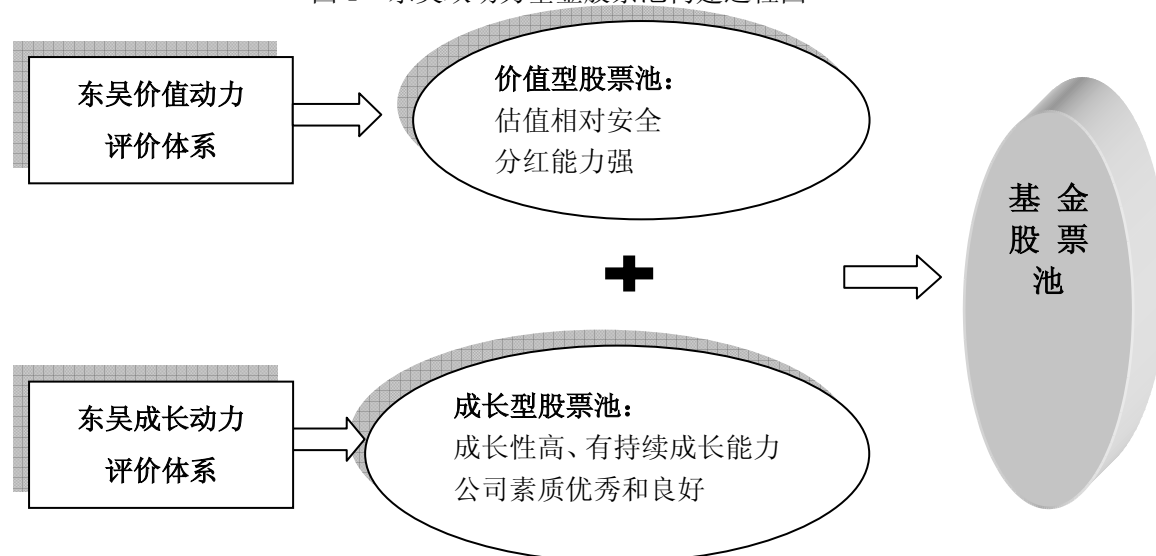 东吴价值动力
评价体系
价值型股票池：
估值相对安全
分红能力强
基 金
股 票
池
东吴成长动力
评价体系
成长型股票池：
成长性高、有持续成长能力
公司素质优秀和良好